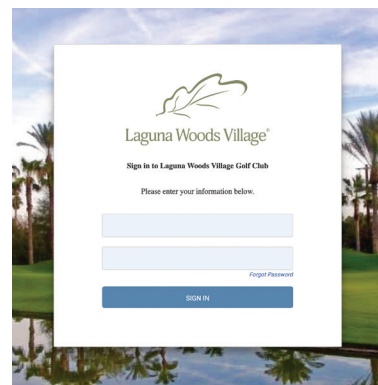 Laguna Woods Village®
Sign in to Laguna Woods Village Golf Club
Please enter your information below.
Forgot Password
SIGN IN